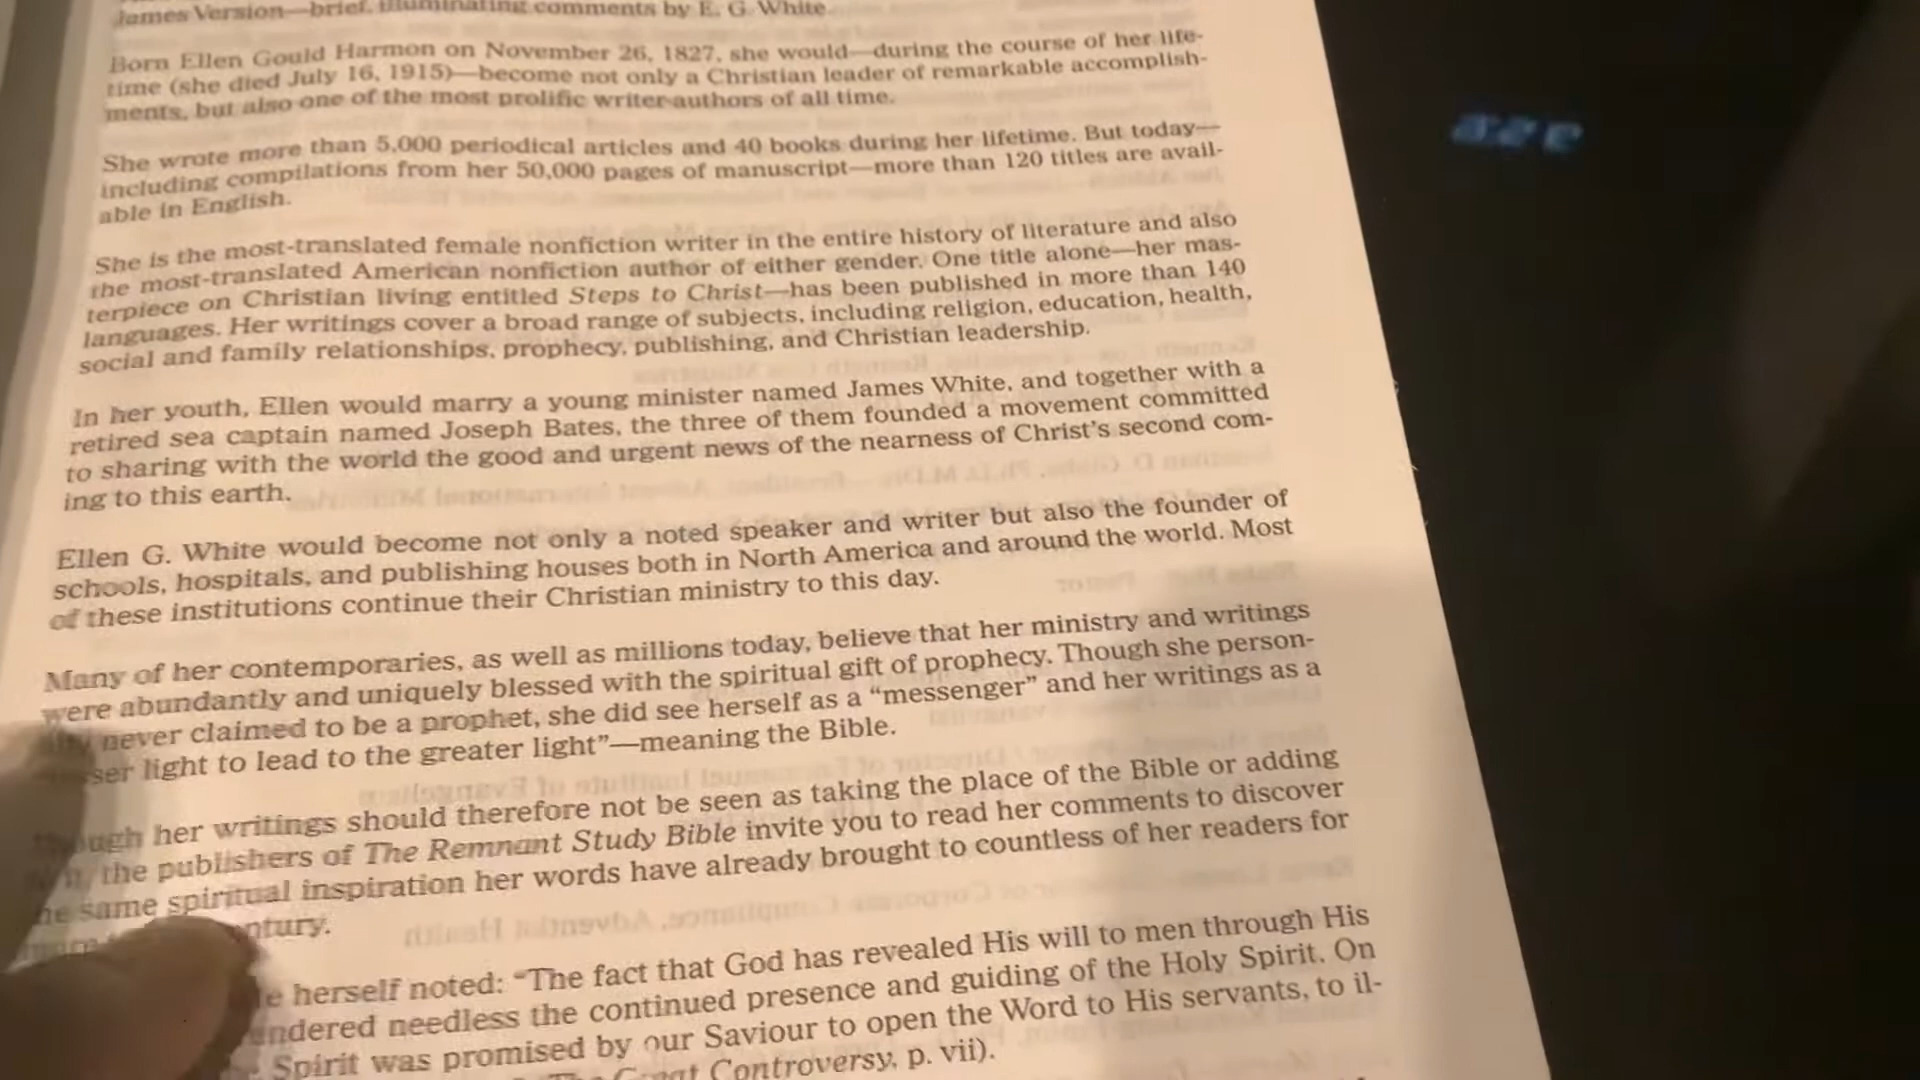 James Version—brief, illuminating comments by E. G. White
Born Ellen Gould Harmon on November 26, 1827, she would—during the course of her life-
time (she died July 16, 1915)—become not only a Christian leader of remarkable accomplish-
ments, but also one of the most prolific writer-authors of all time.
She wrote more than 5,000 periodical articles and 40 books during her lifetime. But today—
including compilations from her 50,000 pages of manuscript—more than 120 titles are avail-
able in English.
She is the most-translated female nonfiction writer in the entire history of literature and also
the most-translated American nonfiction author of either gender. One title alone—her mas-
terpiece on Christian living entitled Steps to Christ—has been published in more than 140
languages. Her writings cover a broad range of subjects, including religion, education, health,
social and family relationships, prophecy, publishing, and Christian leadership.
In her youth, Ellen would marry a young minister named James White, and together with a
retired sea captain named Joseph Bates, the three of them founded a movement committed
to sharing with the world the good and urgent news of the nearness of Christ's second com-
ing to this earth.
Ellen G. White would become not only a noted speaker and writer but also the founder of
schools, hospitals, and publishing houses both in North America and around the world. Most
of these institutions continue their Christian ministry to this day.
Many of her contemporaries, as well as millions today, believe that her ministry and writings
were abundantly and uniquely blessed with the spiritual gift of prophecy. Though she person-
never claimed to be a prophet, she did see herself as a “messenger” and her writings as a
light to lead to the greater light”—meaning the Bible.
her writings should therefore not be seen as taking the place of the Bible or adding
the publishers of The Remnant Study Bible invite you to read her comments to discover
same spiritual inspiration her words have already brought to countless of her readers for
herself noted: “The fact that God has revealed His will to men through His
needless the continued presence and guiding of the Holy Spirit. On
Spirit was promised by our Saviour to open the Word to His servants, to il-
Great Controversy, p. vii).